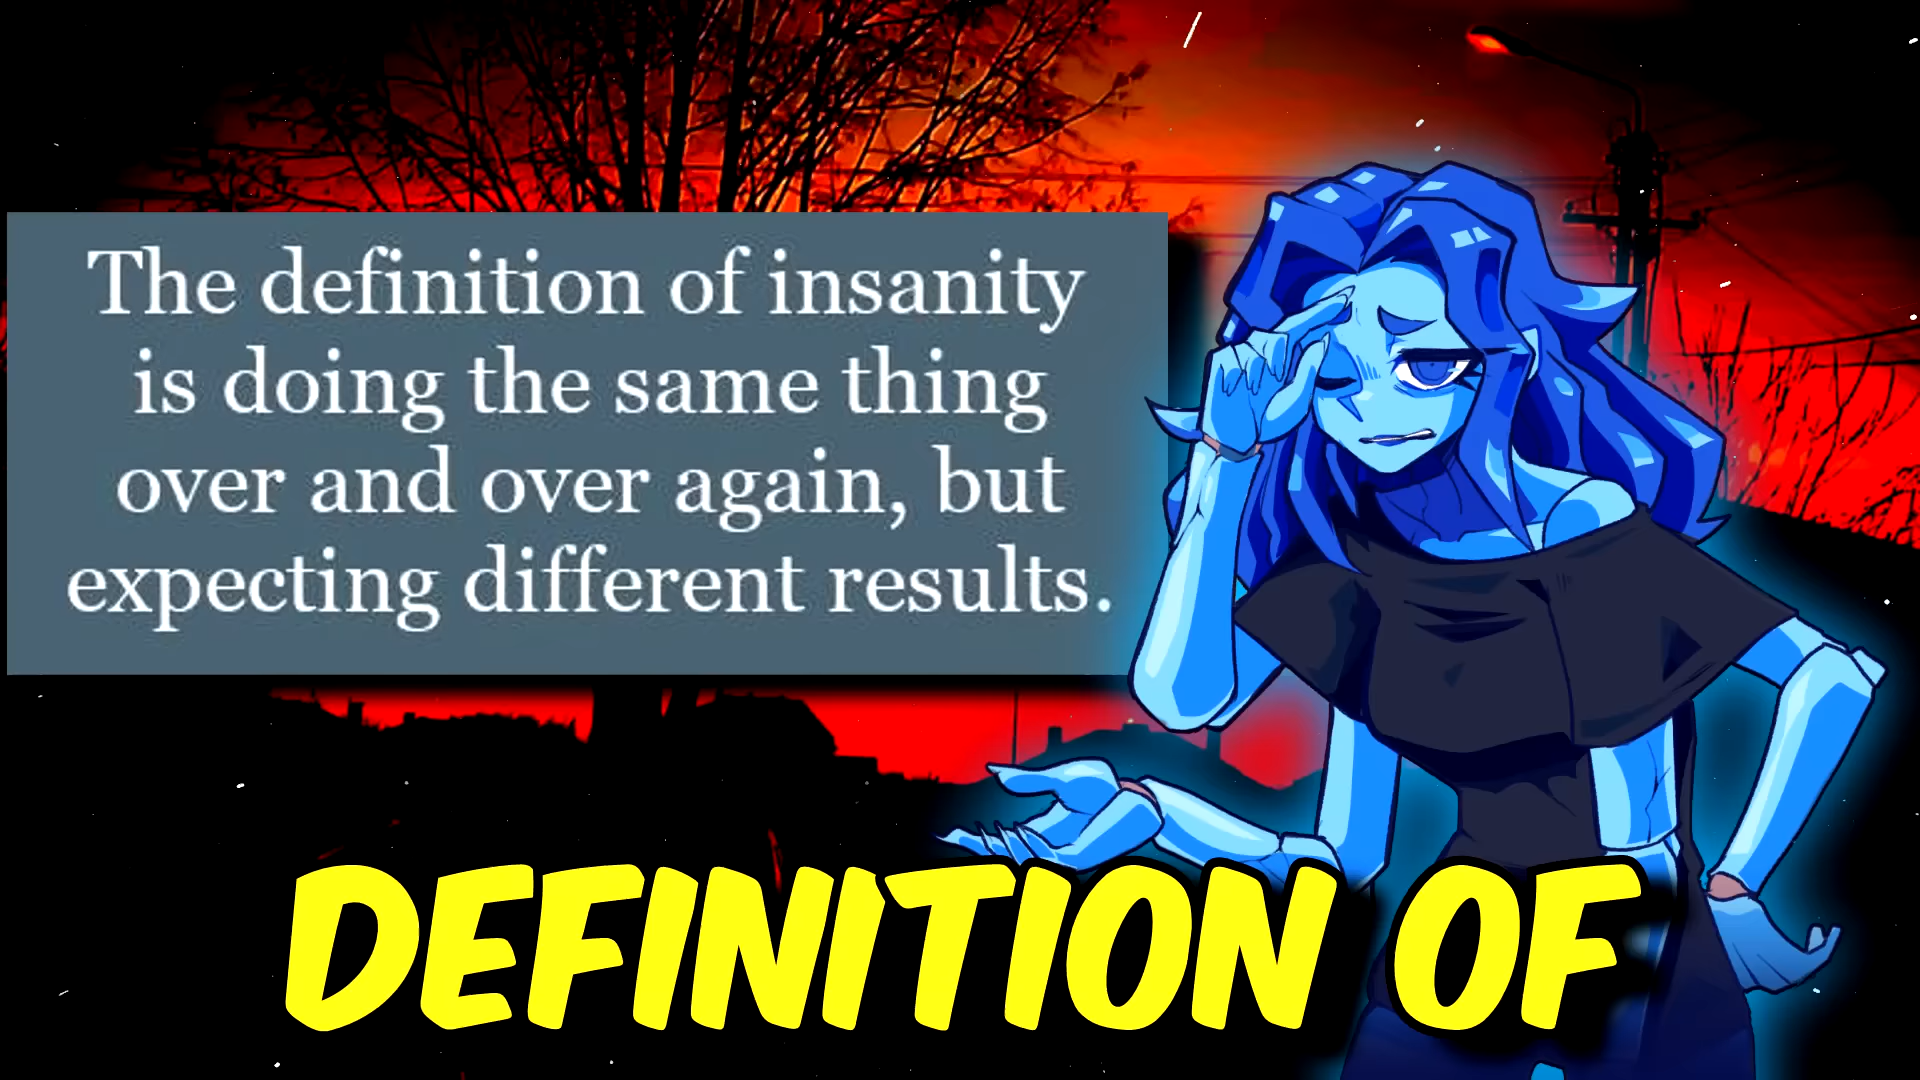 The definition of insanity
is doing the same thing
over and over again, but
expecting different results.
DEFINITION OF